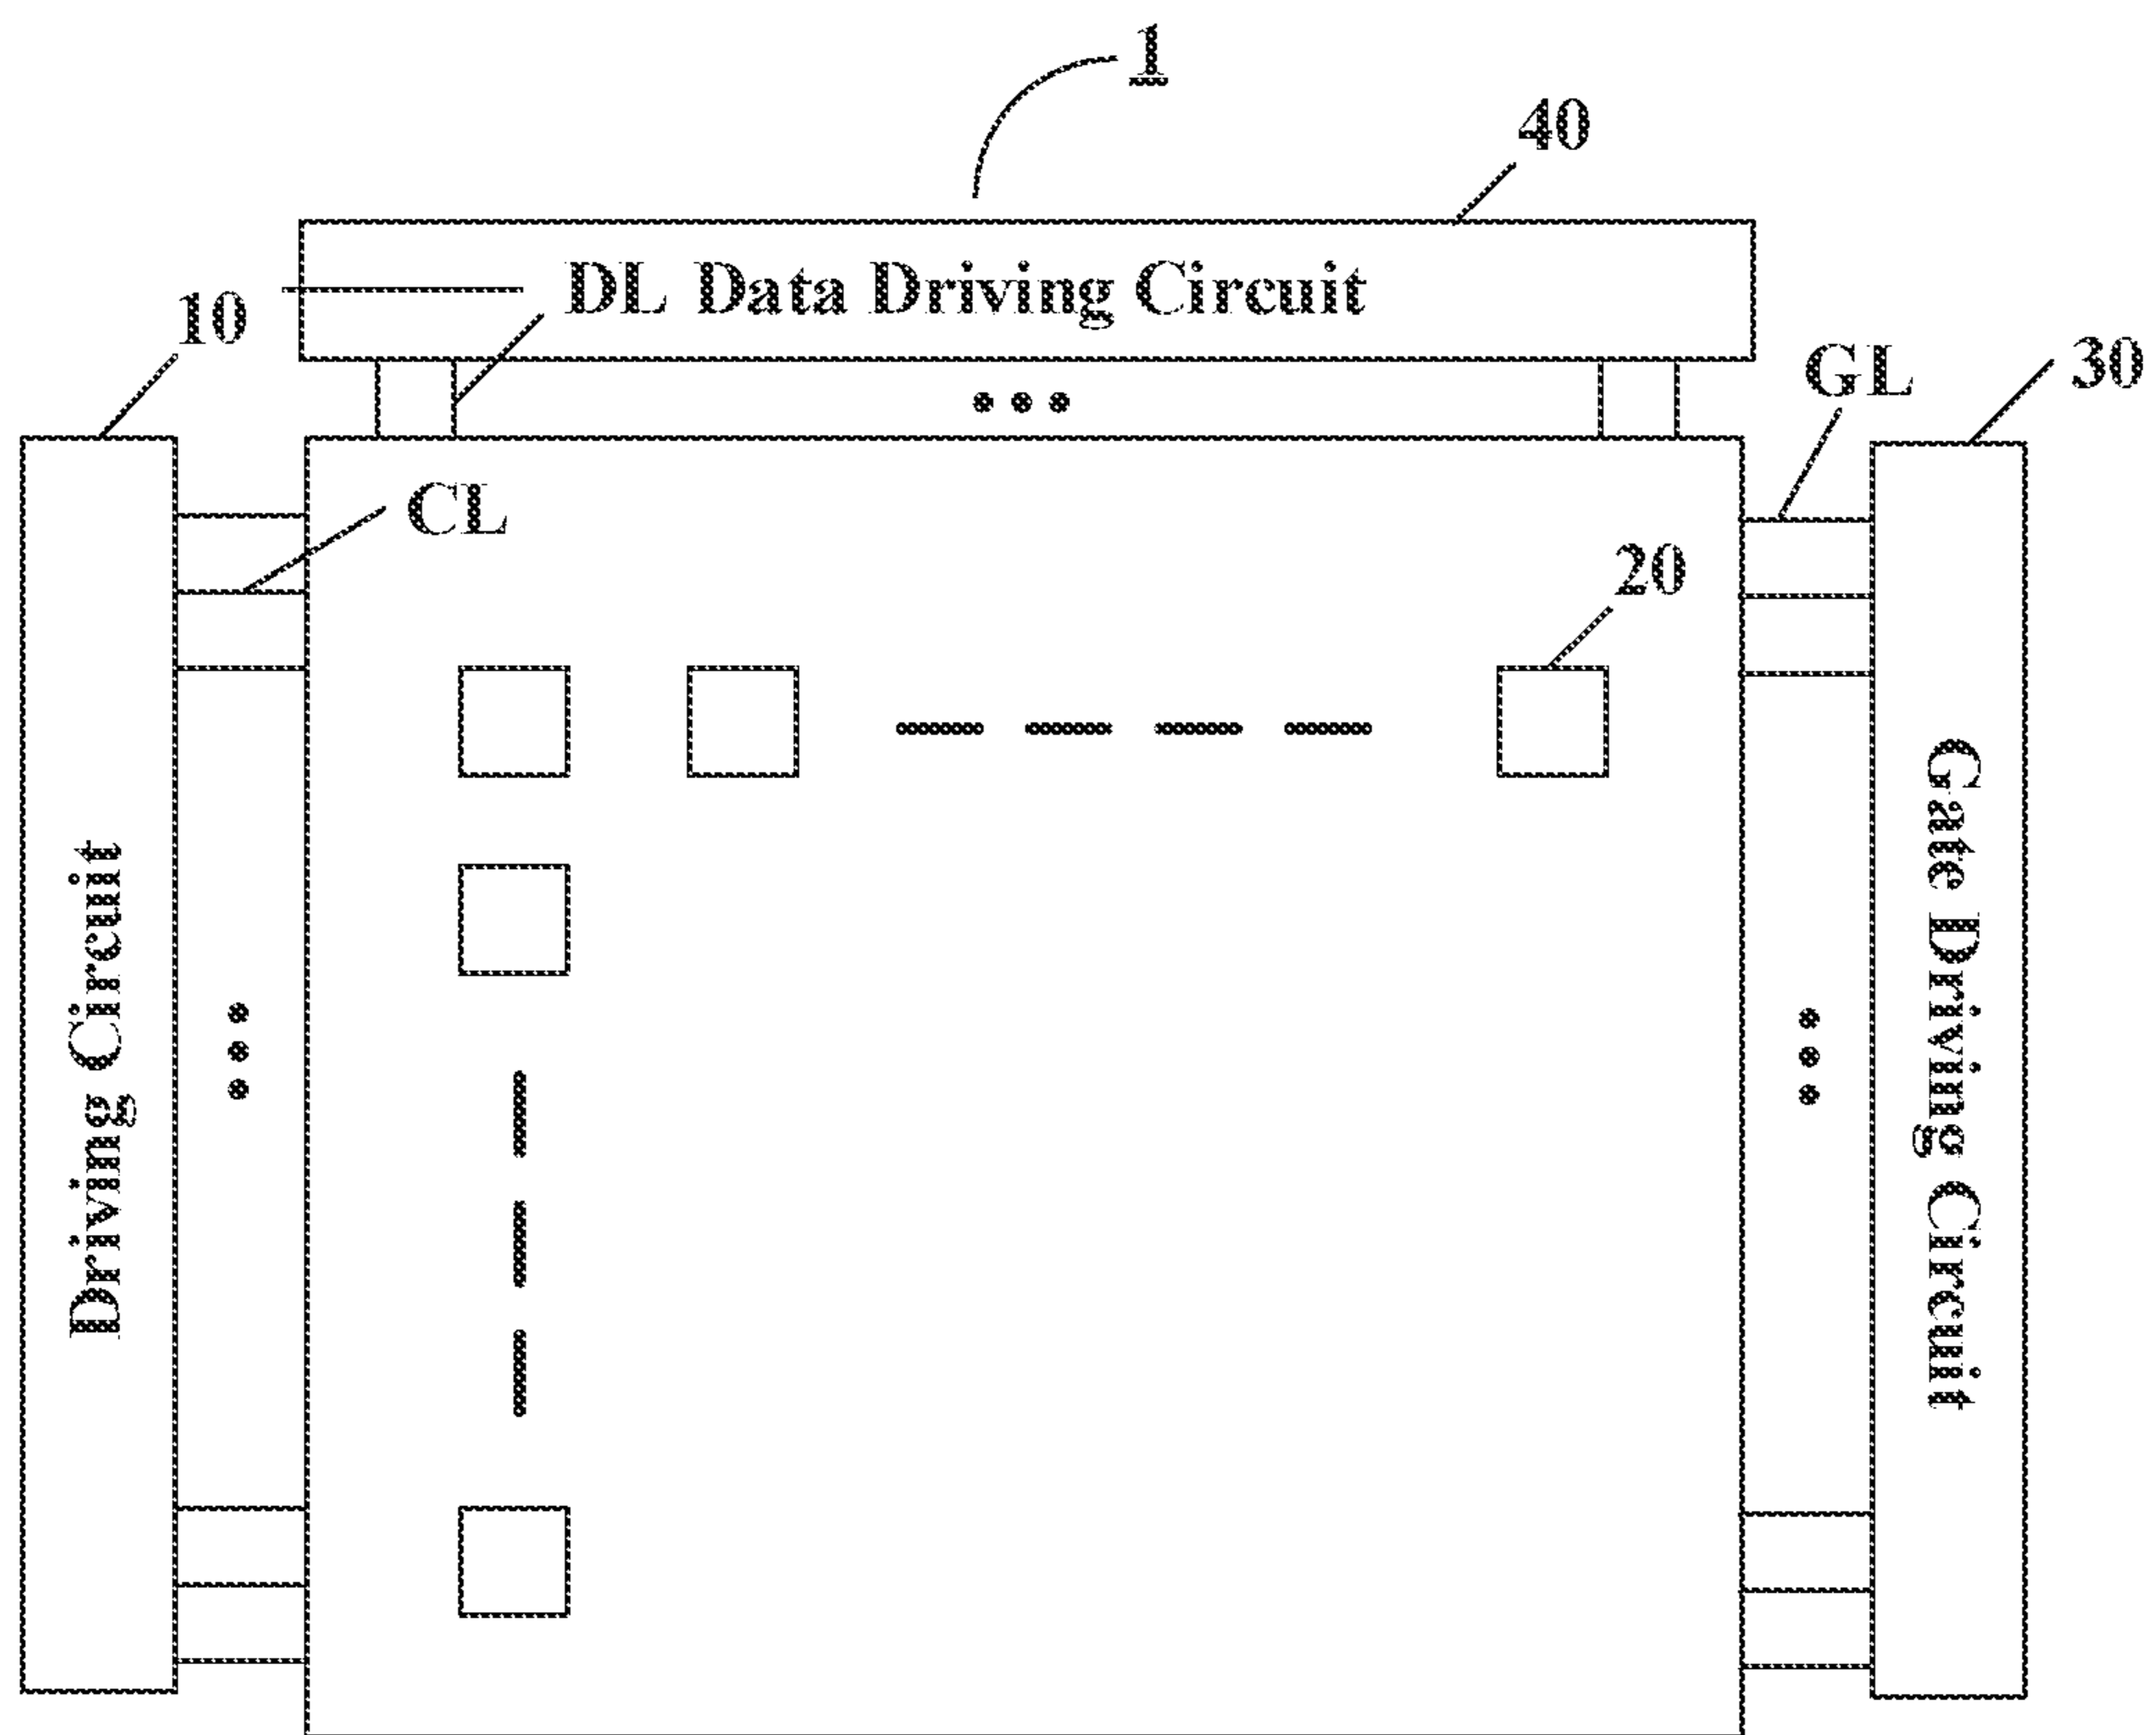 1
40
DL Data Driving Circuit
10
GL
30
CL
20
Driving Circuit
Gate Driving Circuit